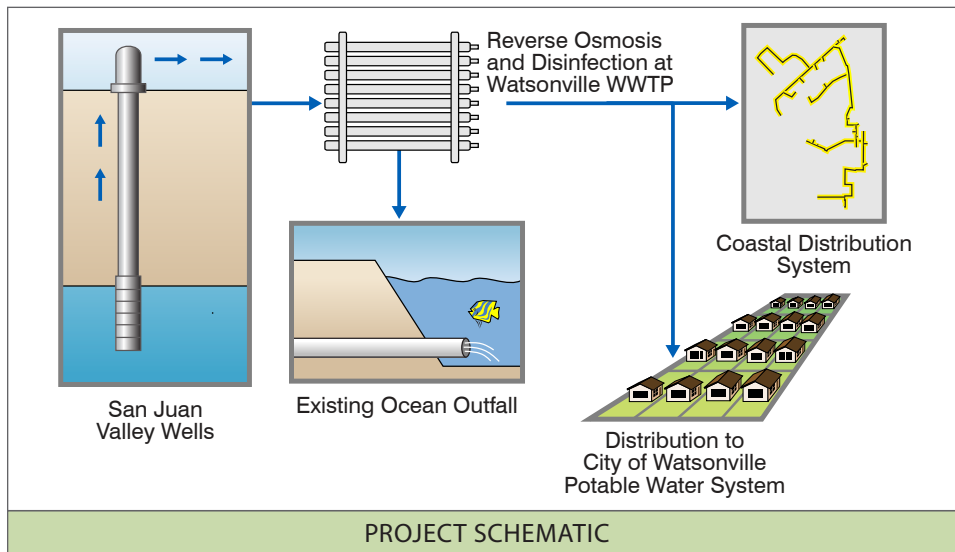 Reverse Osmosis
and Disinfection at
Watsonville WWTP
San Juan
Valley Wells
Existing Ocean Outfall
Coastal Distribution
System
Distribution to
City of Watsonville
Potable Water System
PROJECT SCHEMATIC